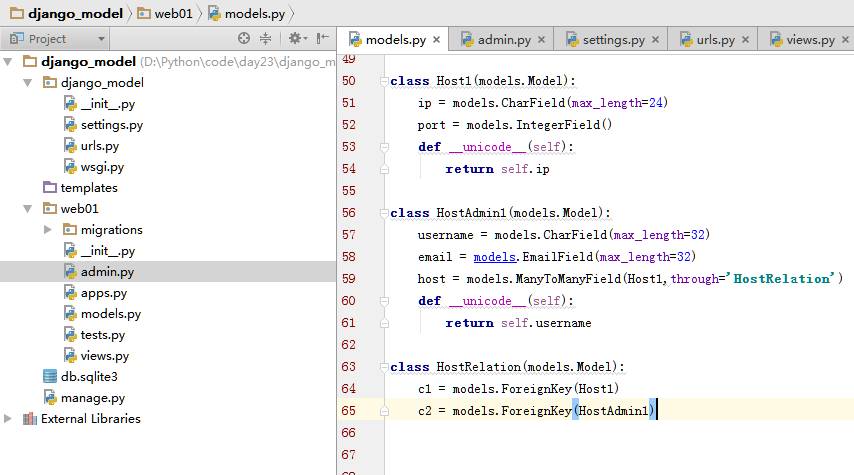 django_model web01 models.py
Project
models.py admin.py settings.py urls.py views.py
django_model (D:\Python\code\day23\django_m
django_model
__init__.py
settings.py
urls.py
wsgi.py
templates
web01
migrations
__init__.py
admin.py
apps.py
models.py
tests.py
views.py
db.sqlite3
manage.py
External Libraries
49
50 class Host1(models.Model):
51 ip = models.CharField(max_length=24)
52 port = models.IntegerField()
53 def __unicode__(self):
54 return self.ip
55
56 class HostAdmin1(models.Model):
57 username = models.CharField(max_length=32)
58 email = models.EmailField(max_length=32)
59 host = models.ManyToManyField(Host1,through='HostRelation')
60 def __unicode__(self):
61 return self.username
62
63 class HostRelation(models.Model):
64 c1 = models.ForeignKey(Host1)
65 c2 = models.ForeignKey(HostAdmin1)
66
67